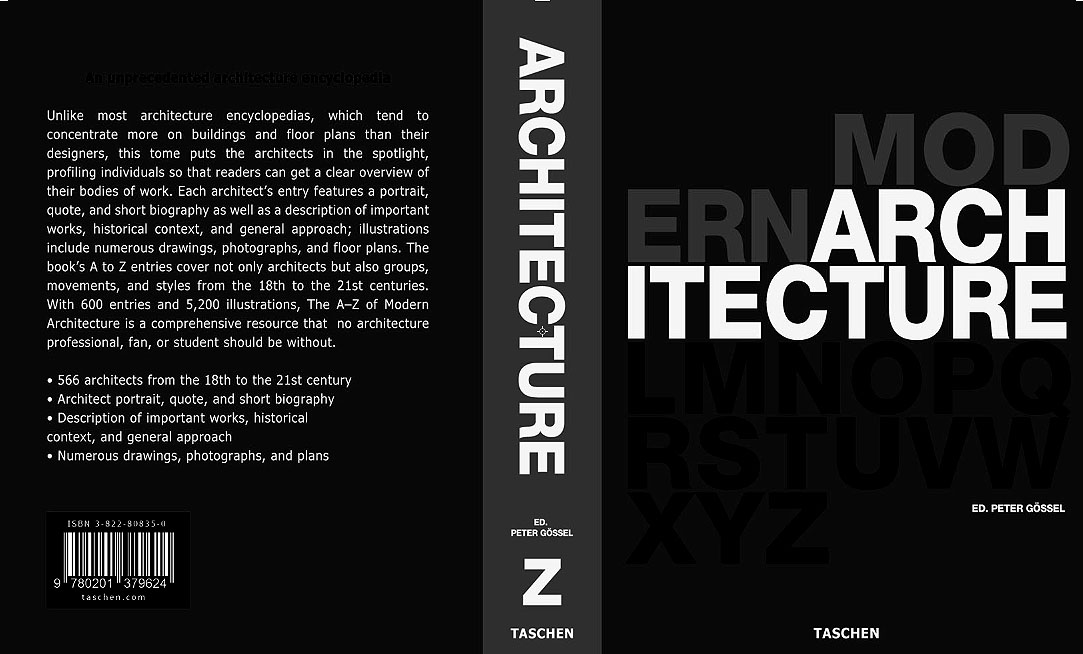 An unprecedented architecture encyclopedia
Unlike most architecture encyclopedias, which tend to
concentrate more on buildings and floor plans than their
designers, this tome puts the architects in the spotlight,
profiling individuals so that readers can get a clear overview of
their bodies of work. Each architect's entry features a portrait,
quote, and short biography as well as a description of important
works, historical context, and general approach; illustrations
include numerous drawings, photographs, and floor plans. The
book's A to Z entries cover not only architects but also groups,
movements, and styles from the 18th to the 21st centuries.
With 600 entries and 5,200 illustrations, The A–Z of Modern
Architecture is a comprehensive resource that no architecture
professional, fan, or student should be without.
• 566 architects from the 18th to the 21st century
• Architect portrait, quote, and short biography
• Description of important works, historical
context, and general approach
• Numerous drawings, photographs, and plans
ISBN 3-822-80835-0
9 780201 379624
taschen.com
ARCHITECTURE
ED.
PETER GÖSSEL
Z
TASCHEN
MOD
ERNARCH
ITECTURE
LMNOPQ
RSTUVW
XYZ
ED. PETER GÖSSEL
TASCHEN